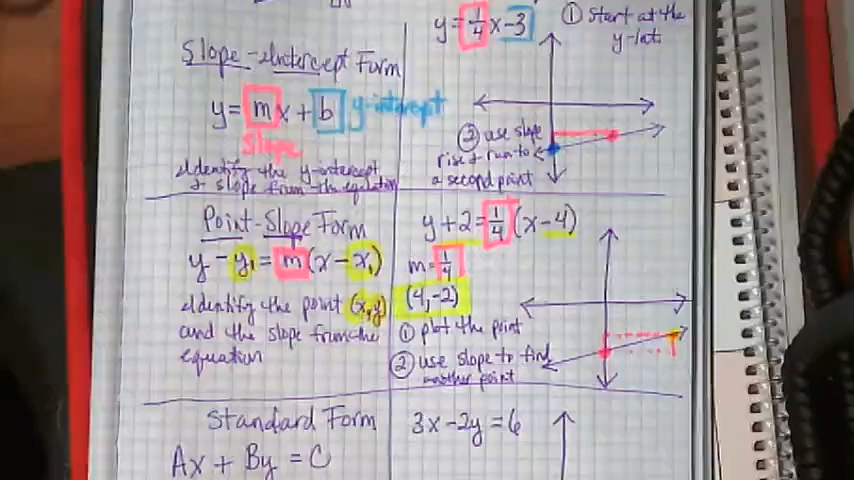 y = 1/4 x - 3
① Start at the
y-int.
Slope-Intercept Form
y = mx + b y-intercept
slope
Identify the y-intercept
& slope from the equation
② use slope
rise & run to
a second point
Point-Slope Form
y - y₁ = m(x - x₁)
Identify the point (x, y)
and the slope from the
equation
y + 2 = 1/4 (x - 4)
m = 1/4
(4, -2)
① plot the point
② use slope to find
another point
Standard Form
Ax + By = C
3x - 2y = 6